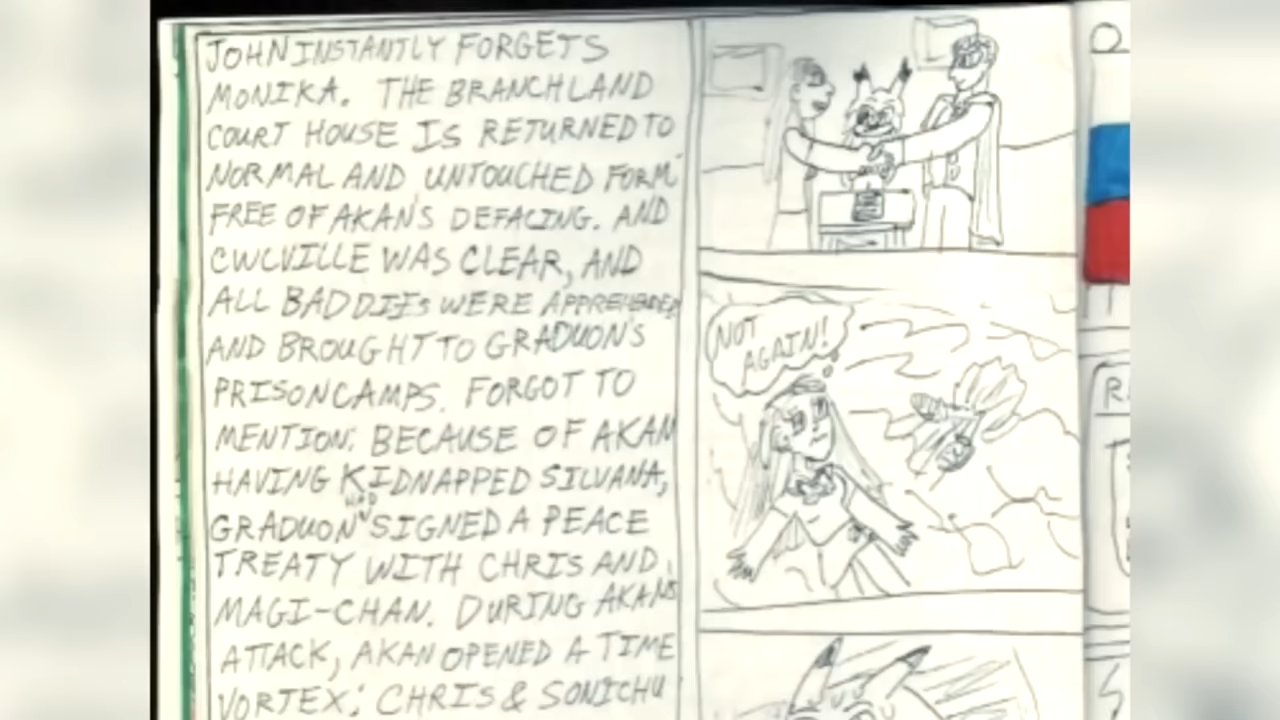 JOHN INSTANTLY FORGETS
MONIKA. THE BRANCHLAND
COURT HOUSE IS RETURNED TO
NORMAL AND UNTOUCHED FORM
FREE OF AKAN'S DEFACING. AND
CWCVILLE WAS CLEAR, AND
ALL BADDIES WERE APPREHENDED
AND BROUGHT TO GRADUON'S
PRISON CAMPS. FORGOT TO
MENTION: BECAUSE OF AKAN
HAVING KIDNAPPED SILVANA,
GRADUON HAD SIGNED A PEACE
TREATY WITH CHRIS AND
MAGI-CHAN. DURING AKAN'S
ATTACK, AKAN OPENED A TIME
VORTEX; CHRIS & SONICHU
NOT
AGAIN!